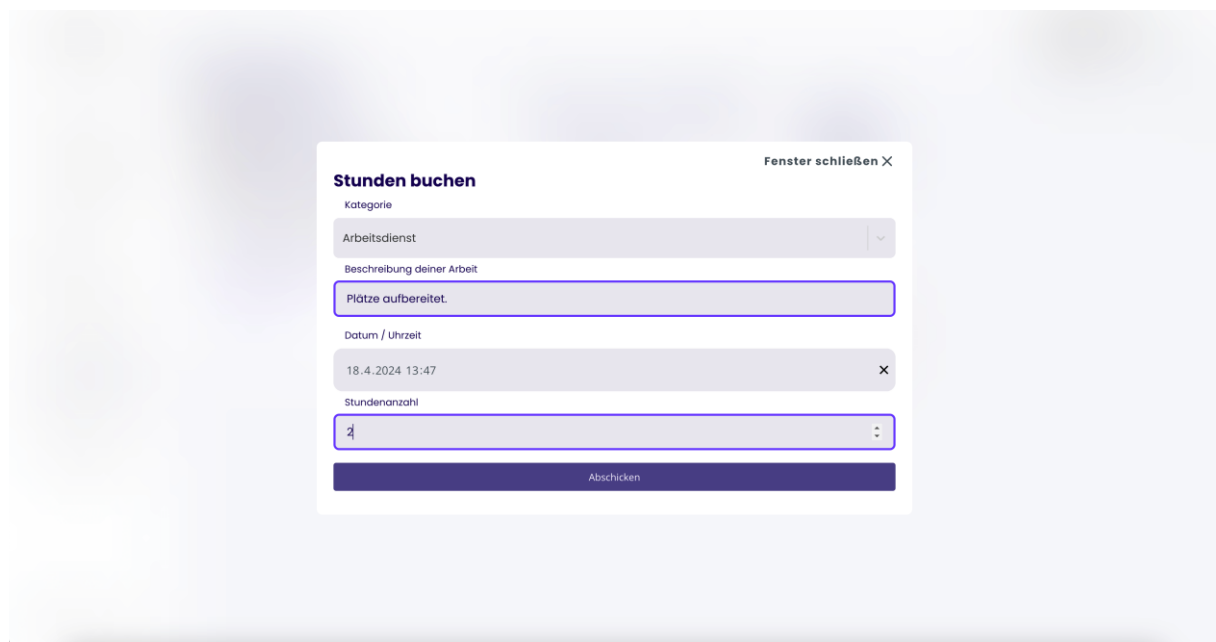 Fenster schließen ✕
Stunden buchen
Kategorie
Arbeitsdienst
Beschreibung deiner Arbeit
Plätze aufbereitet.
Datum / Uhrzeit
18.4.2024 13:47
Stundenanzahl
2
Abschicken